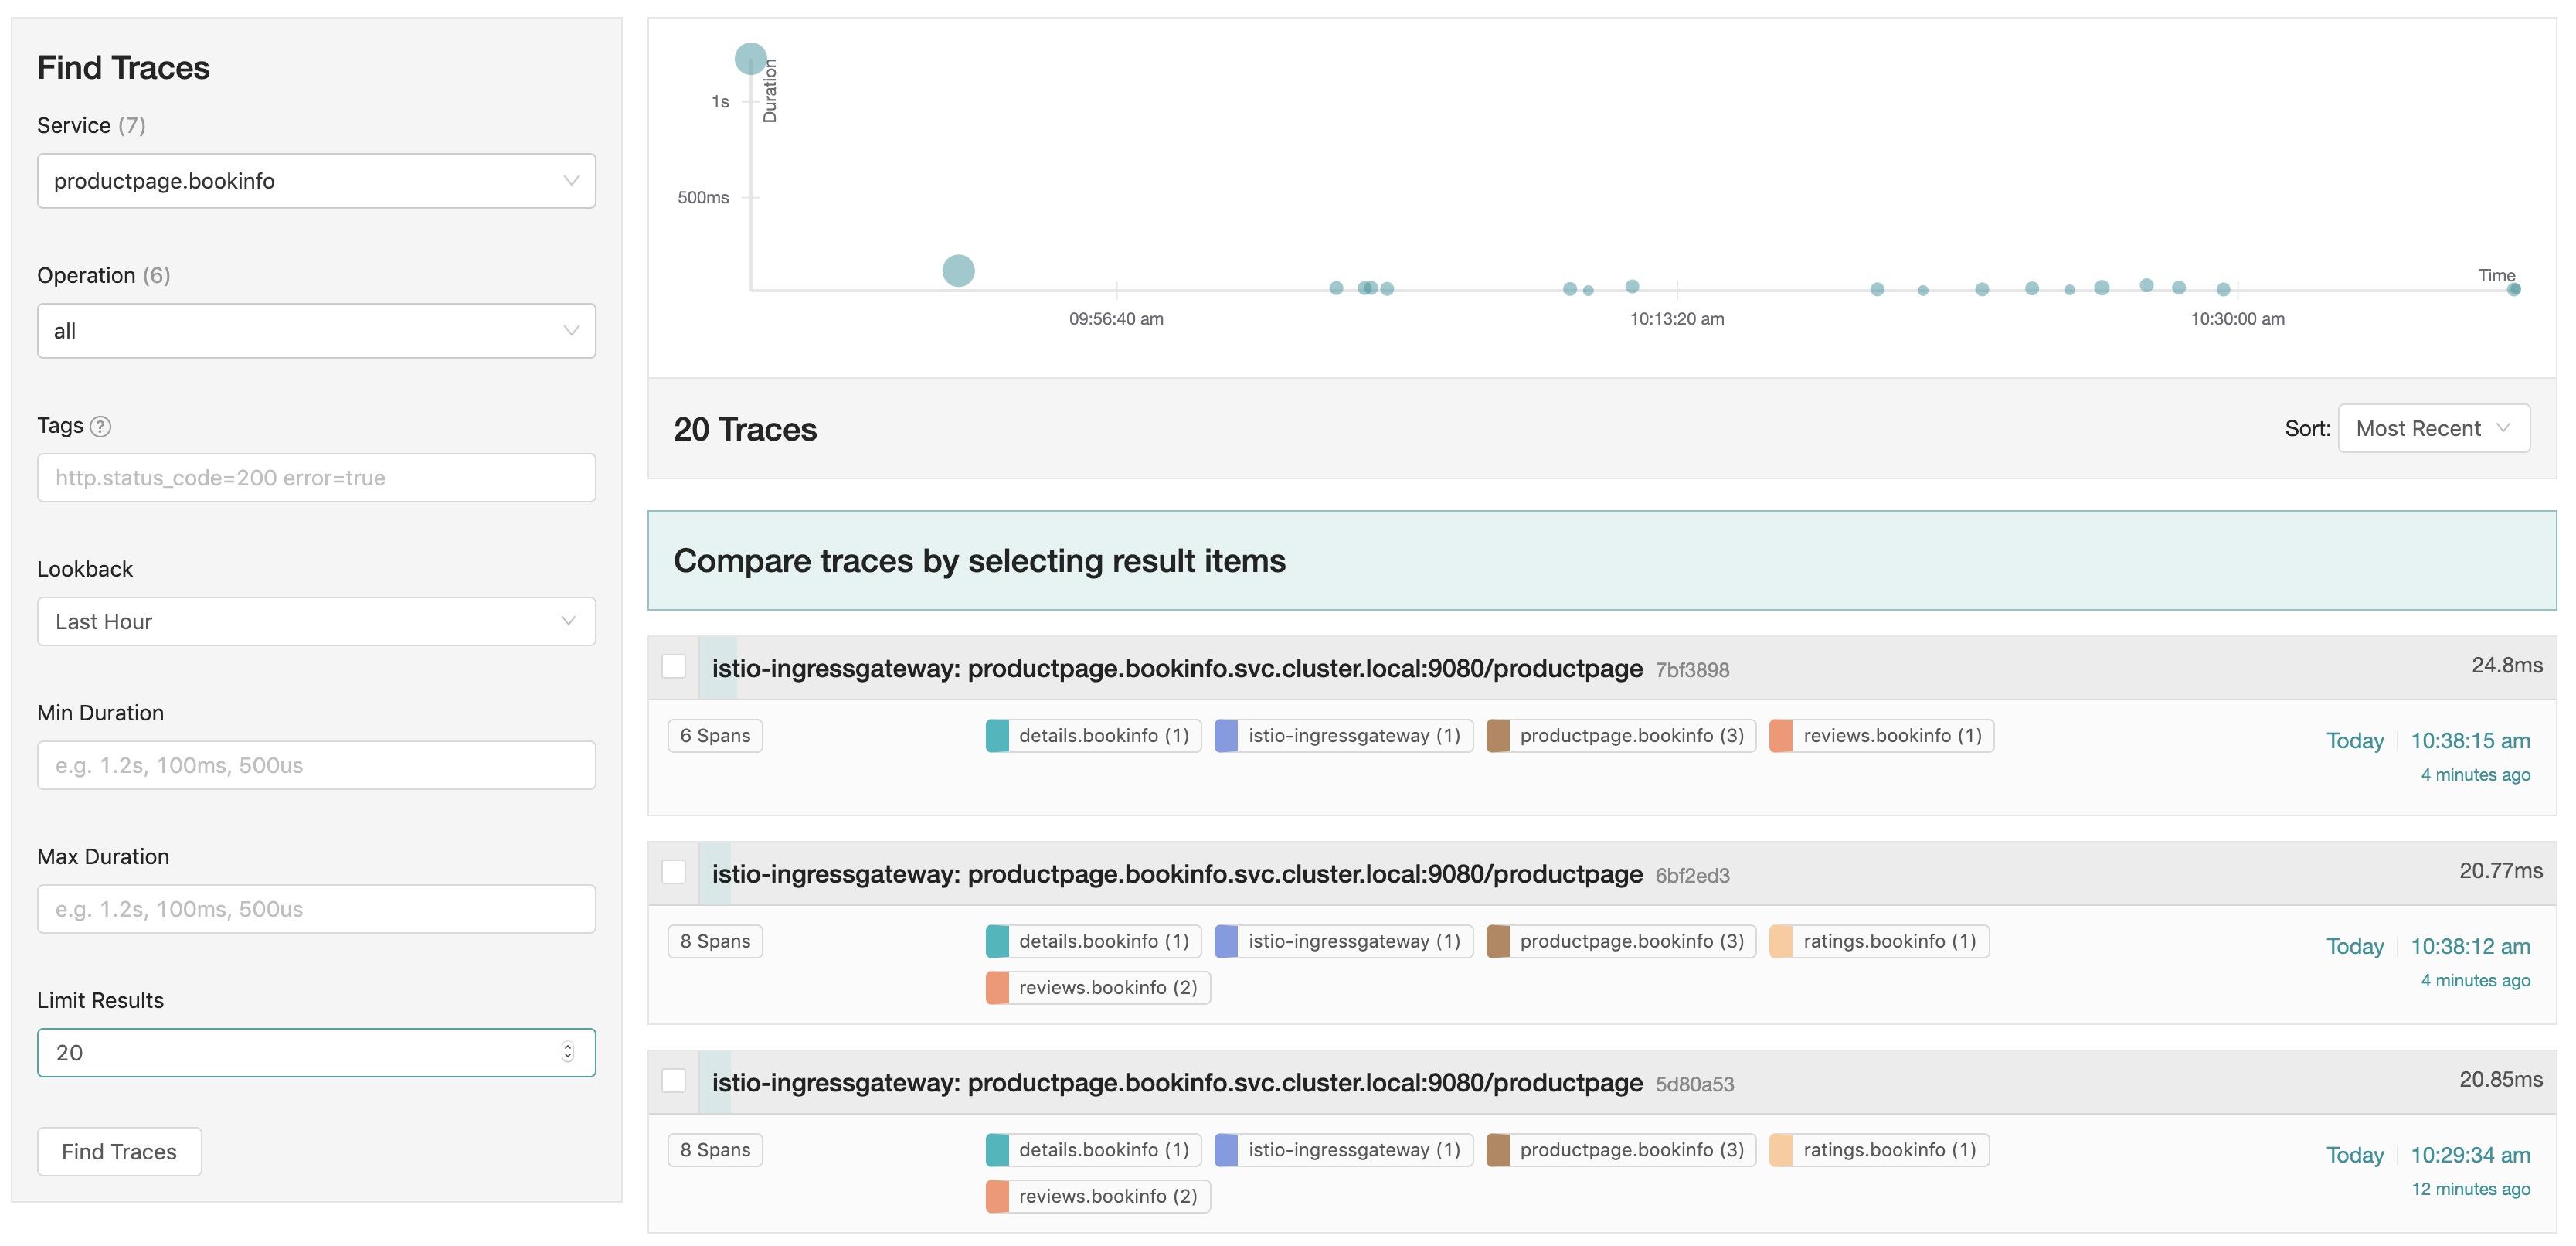 Find Traces
Service (7)
productpage.bookinfo
Operation (6)
all
Tags ?
http.status_code=200 error=true
Lookback
Last Hour
Min Duration
e.g. 1.2s, 100ms, 500us
Max Duration
e.g. 1.2s, 100ms, 500us
Limit Results
20
Find Traces
Duration
1s
500ms
Time
09:56:40 am
10:13:20 am
10:30:00 am
20 Traces
Sort: Most Recent
Compare traces by selecting result items
istio-ingressgateway: productpage.bookinfo.svc.cluster.local:9080/productpage 7bf3898 24.8ms
6 Spans details.bookinfo (1) istio-ingressgateway (1) productpage.bookinfo (3) reviews.bookinfo (1) Today 10:38:15 am
4 minutes ago
istio-ingressgateway: productpage.bookinfo.svc.cluster.local:9080/productpage 6bf2ed3 20.77ms
8 Spans details.bookinfo (1) istio-ingressgateway (1) productpage.bookinfo (3) ratings.bookinfo (1) Today 10:38:12 am
reviews.bookinfo (2) 4 minutes ago
istio-ingressgateway: productpage.bookinfo.svc.cluster.local:9080/productpage 5d80a53 20.85ms
8 Spans details.bookinfo (1) istio-ingressgateway (1) productpage.bookinfo (3) ratings.bookinfo (1) Today 10:29:34 am
reviews.bookinfo (2) 12 minutes ago